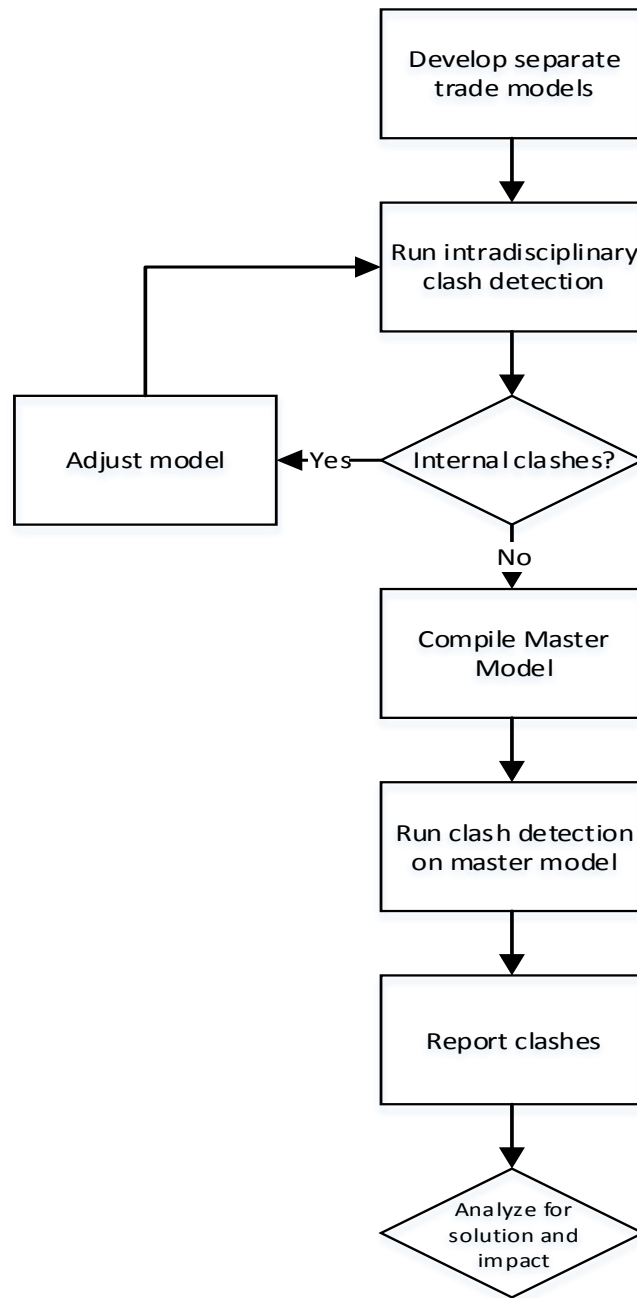 Develop separate
trade models
Run intradisciplinary
clash detection
Adjust model
Yes
Internal clashes?
No
Compile Master
Model
Run clash detection
on master model
Report clashes
Analyze for
solution and
impact